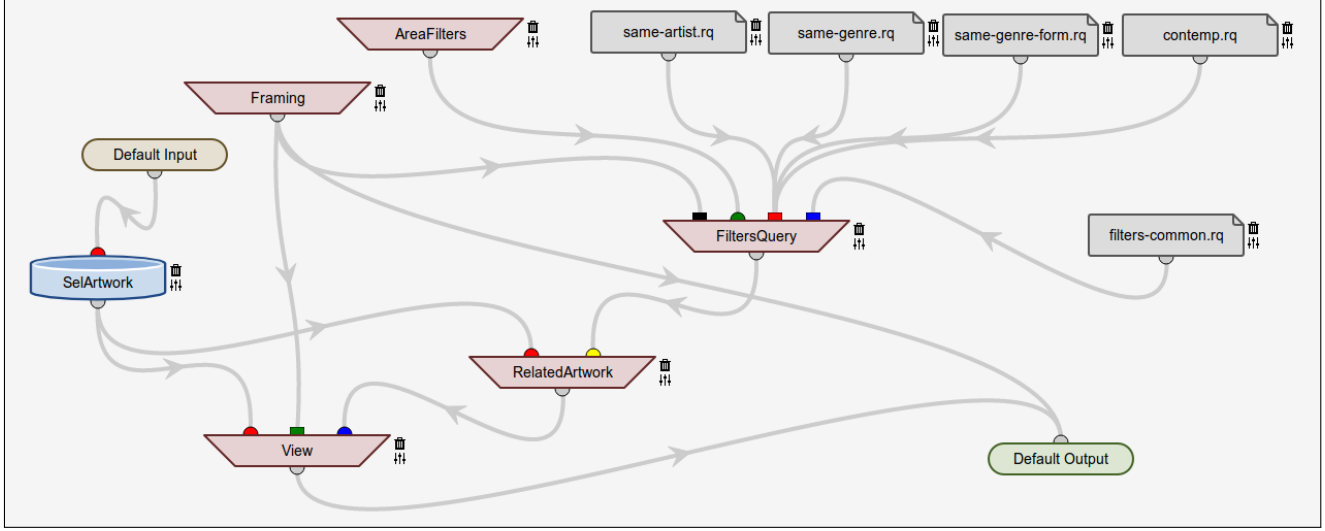 AreaFilters
same-artist.rq
same-genre.rq
same-genre-form.rq
contemp.rq
Framing
Default Input
FiltersQuery
filters-common.rq
SelArtwork
RelatedArtwork
View
Default Output